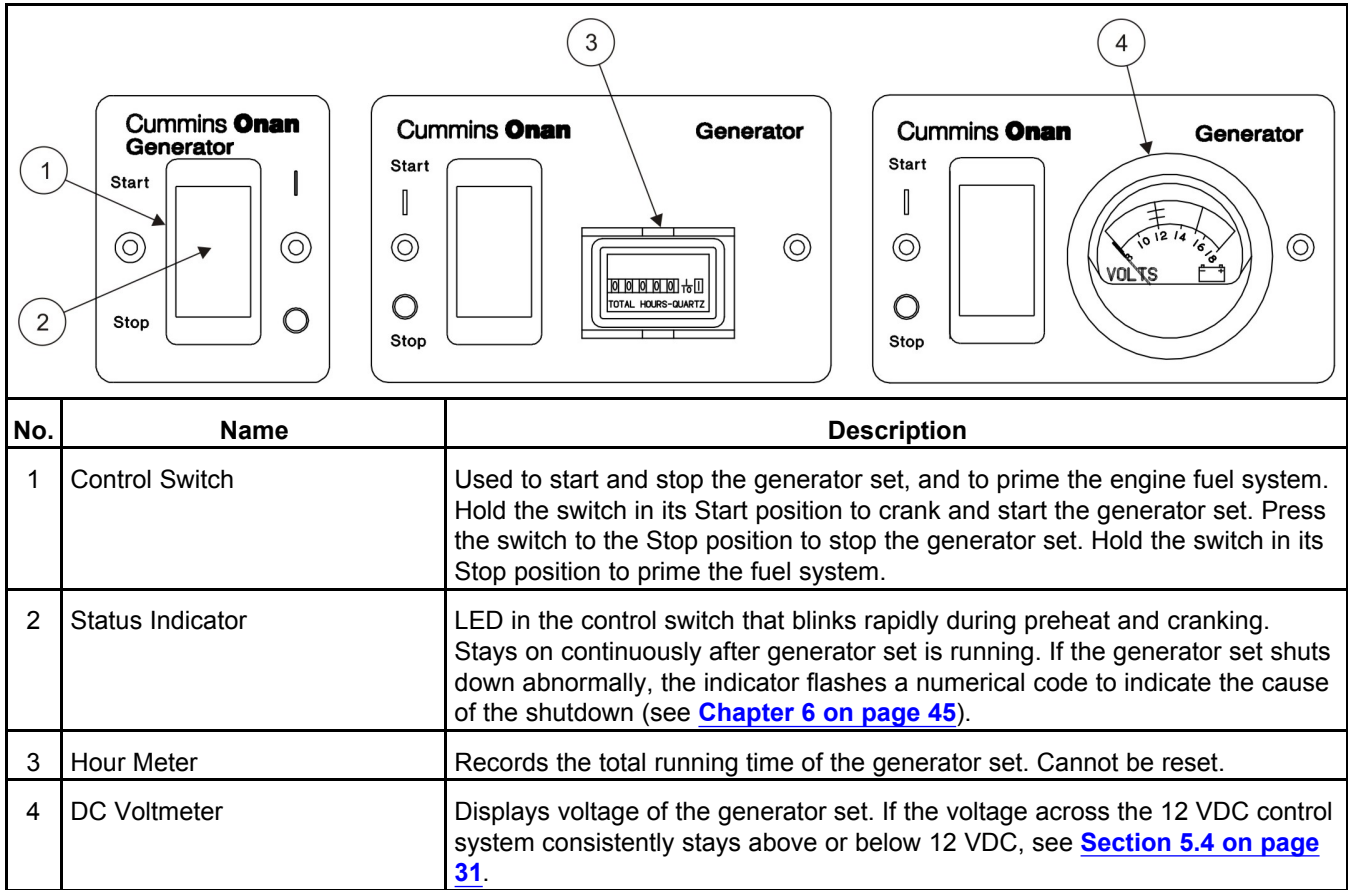 3
4
Cummins Onan
Generator
1
Start
2
Stop
Cummins Onan Generator
Start
00000 1/10 1
TOTAL HOURS-QUARTZ
Stop
Cummins Onan Generator
Start
8 10 12 14 16 18
VOLTS
- +
Stop
No. Name Description
1 Control Switch Used to start and stop the generator set, and to prime the engine fuel system.
Hold the switch in its Start position to crank and start the generator set. Press
the switch to the Stop position to stop the generator set. Hold the switch in its
Stop position to prime the fuel system.
2 Status Indicator LED in the control switch that blinks rapidly during preheat and cranking.
Stays on continuously after generator set is running. If the generator set shuts
down abnormally, the indicator flashes a numerical code to indicate the cause
of the shutdown (see Chapter 6 on page 45).
3 Hour Meter Records the total running time of the generator set. Cannot be reset.
4 DC Voltmeter Displays voltage of the generator set. If the voltage across the 12 VDC control
system consistently stays above or below 12 VDC, see Section 5.4 on page
31.